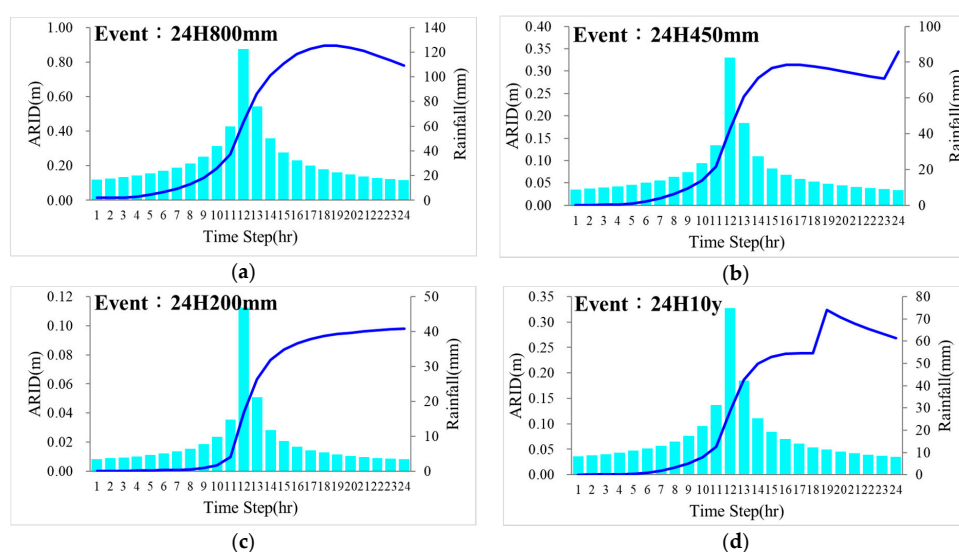 Event：24H800mm
1.00
0.80
0.60
0.40
0.20
0.00
ARID(m)
140
120
100
80
60
40
20
0
Rainfall(mm)
1 2 3 4 5 6 7 8 9 10 11 12 13 14 15 16 17 18 19 20 21 22 23 24
Time Step(hr)
(a)
Event：24H450mm
0.40
0.35
0.30
0.25
0.20
0.15
0.10
0.05
0.00
ARID(m)
100
80
60
40
20
0
Rainfall(mm)
1 2 3 4 5 6 7 8 9 10 11 12 13 14 15 16 17 18 19 20 21 22 23 24
Time Step(hr)
(b)
Event：24H200mm
0.12
0.10
0.08
0.06
0.04
0.02
0.00
ARID(m)
50
40
30
20
10
0
Rainfall(mm)
1 2 3 4 5 6 7 8 9 10 11 12 13 14 15 16 17 18 19 20 21 22 23 24
Time Step(hr)
(c)
Event：24H10y
0.35
0.30
0.25
0.20
0.15
0.10
0.05
0.00
ARID(m)
80
70
60
50
40
30
20
10
0
Rainfall(mm)
1 2 3 4 5 6 7 8 9 10 11 12 13 14 15 16 17 18 19 20 21 22 23 24
Time Step(hr)
(d)